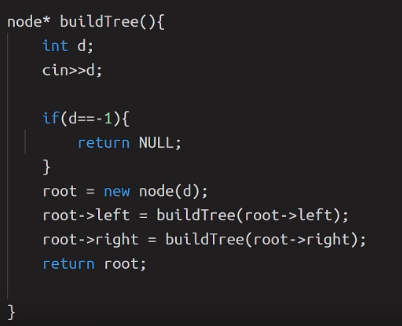 node* buildTree(){
    int d;
    cin>>d;

    if(d==-1){
        return NULL;
    }
    root = new node(d);
    root->left = buildTree(root->left);
    root->right = buildTree(root->right);
    return root;

}